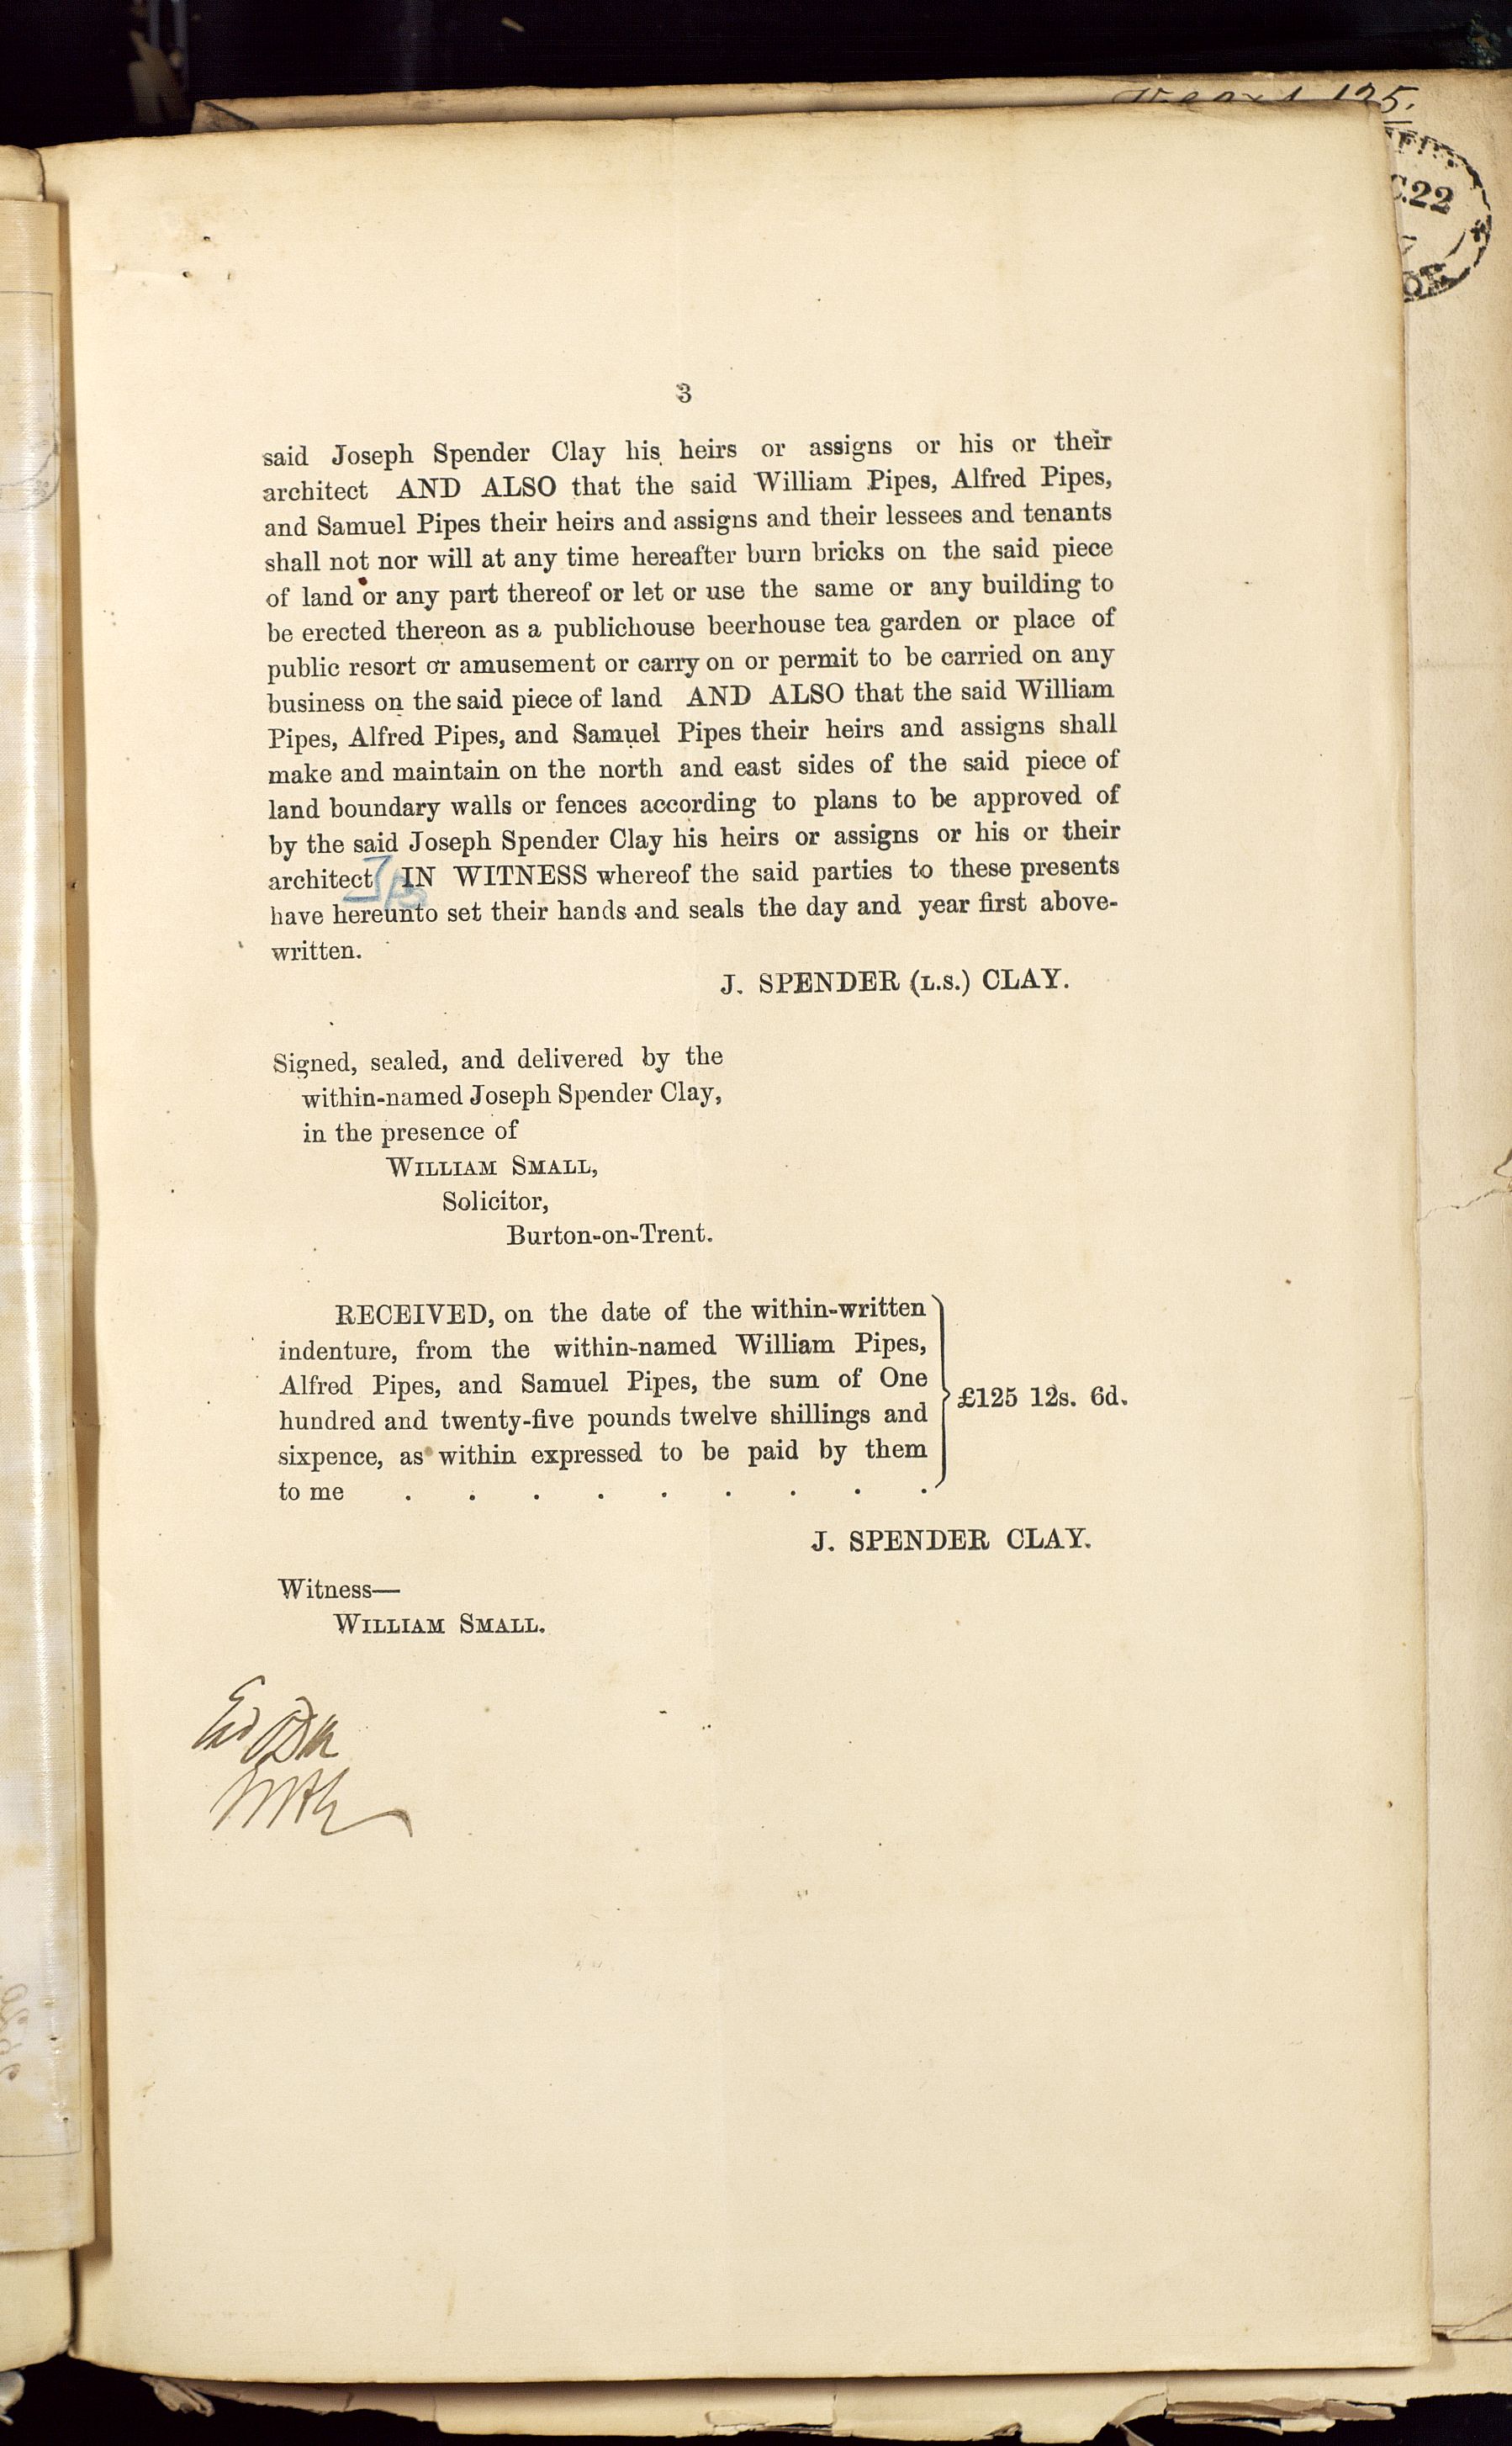 125.
C.22
3
said Joseph Spender Clay his heirs or assigns or his or their
architect AND ALSO that the said William Pipes, Alfred Pipes,
and Samuel Pipes their heirs and assigns and their lessees and tenants
shall not nor will at any time hereafter burn bricks on the said piece
of land or any part thereof or let or use the same or any building to
be erected thereon as a publichouse beerhouse tea garden or place of
public resort or amusement or carry on or permit to be carried on any
business on the said piece of land AND ALSO that the said William
Pipes, Alfred Pipes, and Samuel Pipes their heirs and assigns shall
make and maintain on the north and east sides of the said piece of
land boundary walls or fences according to plans to be approved of
by the said Joseph Spender Clay his heirs or assigns or his or their
architect IN WITNESS whereof the said parties to these presents
have hereunto set their hands and seals the day and year first above-
written.
J. SPENDER (L.S.) CLAY.
Signed, sealed, and delivered by the
within-named Joseph Spender Clay,
in the presence of
WILLIAM SMALL,
Solicitor,
Burton-on-Trent.
RECEIVED, on the date of the within-written
indenture, from the within-named William Pipes,
Alfred Pipes, and Samuel Pipes, the sum of One
hundred and twenty-five pounds twelve shillings and
sixpence, as within expressed to be paid by them
to me . . . . . . . . .
£125 12s. 6d.
J. SPENDER CLAY.
Witness—
WILLIAM SMALL.